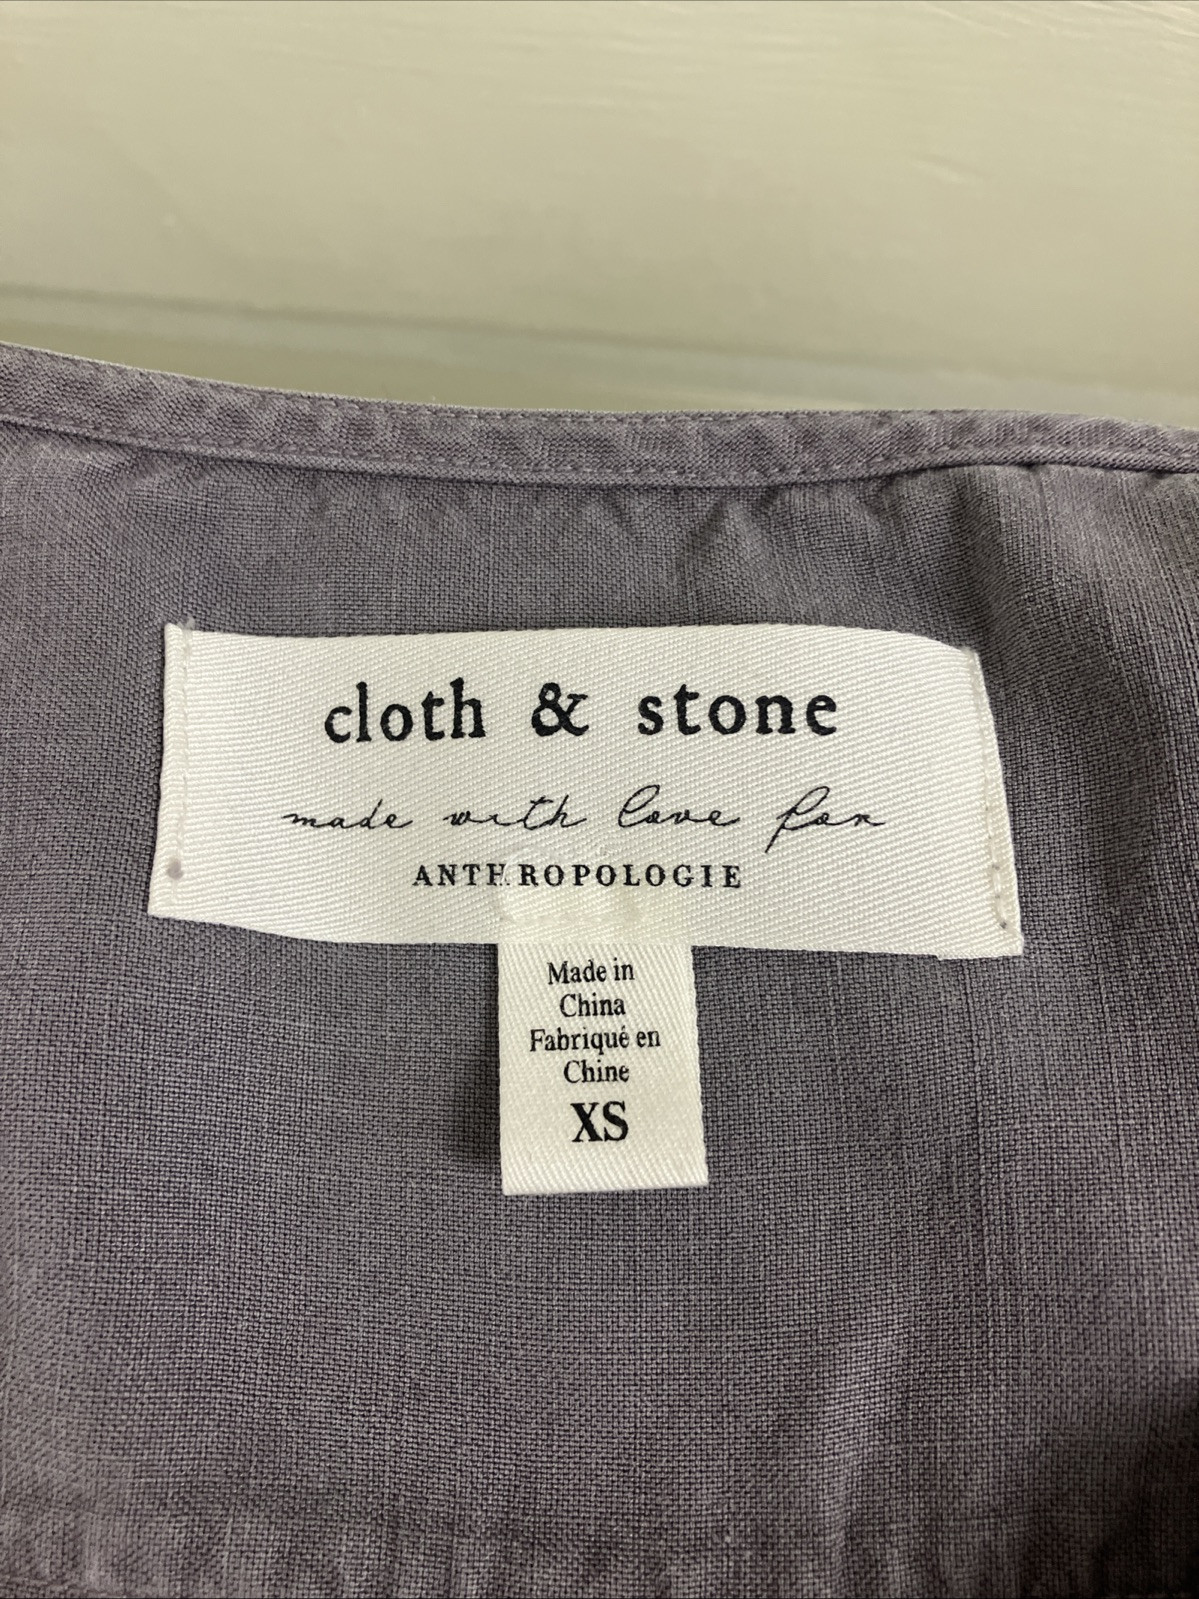 cloth & stone
made with love for
ANTHROPOLOGIE
Made in
China
Fabriqué en
Chine
XS